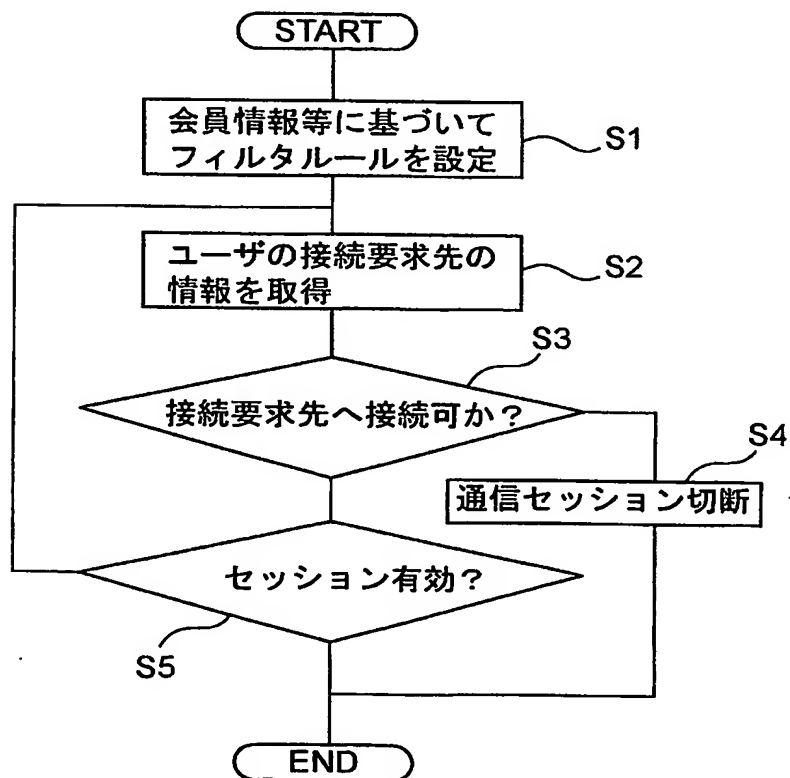 START
会員情報等に基づいて
フィルタルールを設定
S1
ユーザの接続要求先の
情報を取得
S2
S3
接続要求先へ接続可か？
S4
通信セッション切断
セッション有効？
S5
END